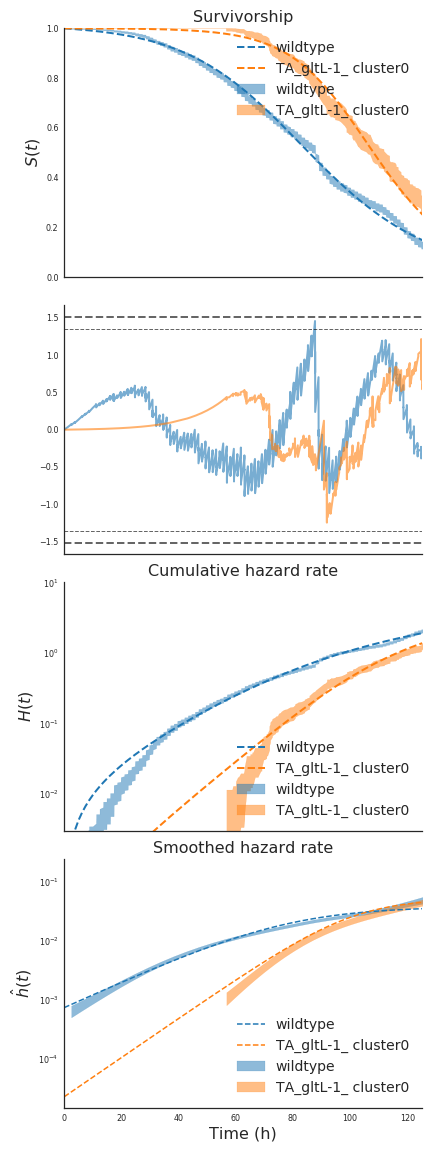 Survivorship
1.0
0.8
0.6
0.4
0.2
0.0
S(t)
wildtype
TA_gltL-1_ cluster0
wildtype
TA_gltL-1_ cluster0
1.5
1.0
0.5
0.0
−0.5
−1.0
−1.5
Cumulative hazard rate
10¹
10⁰
10⁻¹
10⁻²
H(t)
wildtype
TA_gltL-1_ cluster0
wildtype
TA_gltL-1_ cluster0
Smoothed hazard rate
10⁻¹
10⁻²
10⁻³
10⁻⁴
ĥ(t)
wildtype
TA_gltL-1_ cluster0
wildtype
TA_gltL-1_ cluster0
0 20 40 60 80 100 120
Time (h)